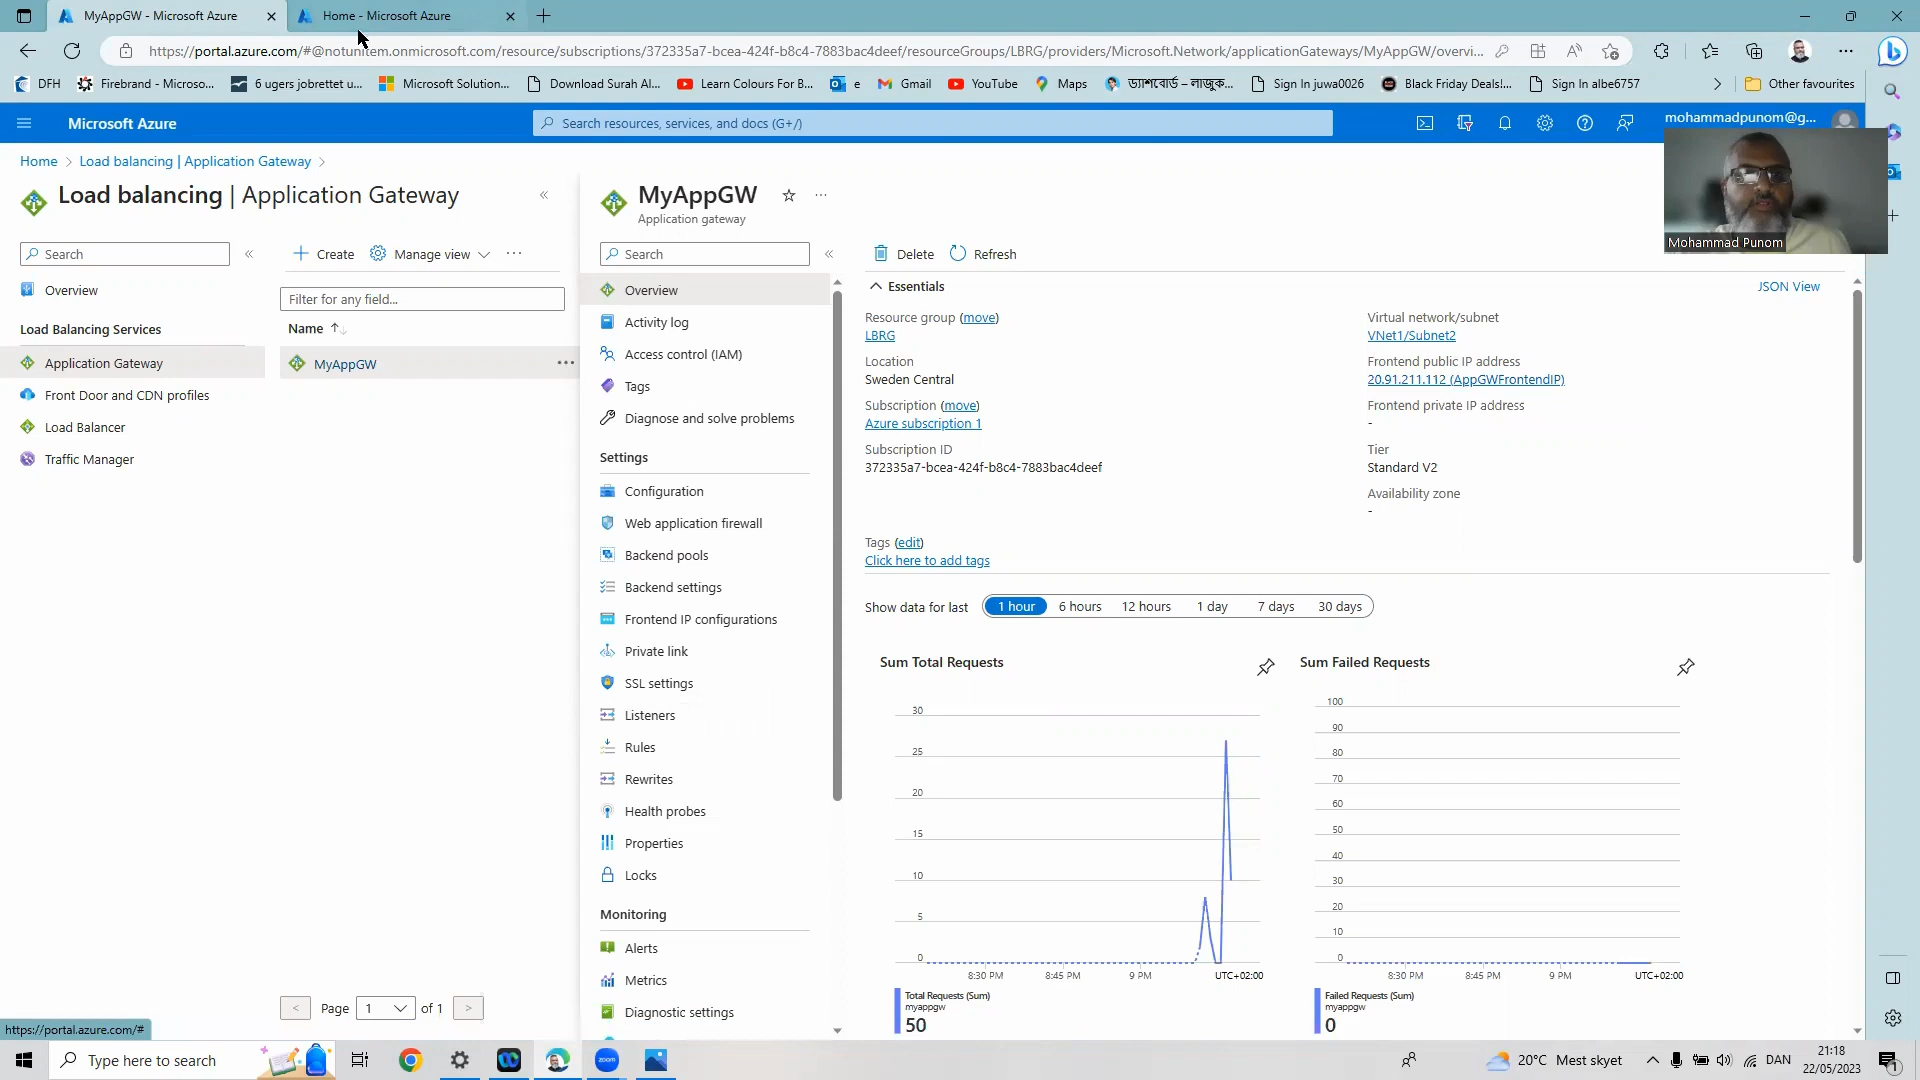 MyAppGW - Microsoft Azure
Home - Microsoft Azure
https://portal.azure.com/#@notunitem.onmicrosoft.com/resource/subscriptions/372335a7-bcea-424f-b8c4-7883bac4deef/resourceGroups/LBRG/providers/Microsoft.Network/applicationGateways/MyAppGW/overvi...
DFH
Firebrand - Microso...
6 ugers jobrettet u...
Microsoft Solution...
Download Surah Al...
Learn Colours For B...
e
Gmail
YouTube
Maps
ড্যাশবোর্ড – লাজুক...
Sign In juwa0026
Black Friday Deals!...
Sign In albe6757
Other favourites
Microsoft Azure
Search resources, services, and docs (G+/)
mohammadpunom@g...
Home > Load balancing | Application Gateway >
Load balancing | Application Gateway
Search
Overview
Load Balancing Services
Application Gateway
Front Door and CDN profiles
Load Balancer
Traffic Manager
Create
Manage view
Filter for any field...
Name
MyAppGW
Page 1 of 1
MyAppGW
Application gateway
Search
Overview
Activity log
Access control (IAM)
Tags
Diagnose and solve problems
Settings
Configuration
Web application firewall
Backend pools
Backend settings
Frontend IP configurations
Private link
SSL settings
Listeners
Rules
Rewrites
Health probes
Properties
Locks
Monitoring
Alerts
Metrics
Diagnostic settings
Delete
Refresh
Essentials
JSON View
Resource group (move)
LBRG
Location
Sweden Central
Subscription (move)
Azure subscription 1
Subscription ID
372335a7-bcea-424f-b8c4-7883bac4deef
Virtual network/subnet
VNet1/Subnet2
Frontend public IP address
20.91.211.112 (AppGWFrontendIP)
Frontend private IP address
-
Tier
Standard V2
Availability zone
-
Tags (edit)
Click here to add tags
Show data for last
1 hour
6 hours
12 hours
1 day
7 days
30 days
Sum Total Requests
30
25
20
15
10
5
0
8:30 PM
8:45 PM
9 PM
UTC+02:00
Total Requests (Sum)
myappgw
50
Sum Failed Requests
100
90
80
70
60
50
40
30
20
10
0
8:30 PM
8:45 PM
9 PM
UTC+02:00
Failed Requests (Sum)
myappgw
0
Mohammad Punom
https://portal.azure.com/#
Type here to search
zoom
20°C Mest skyet
DAN
21:18
22/05/2023
1